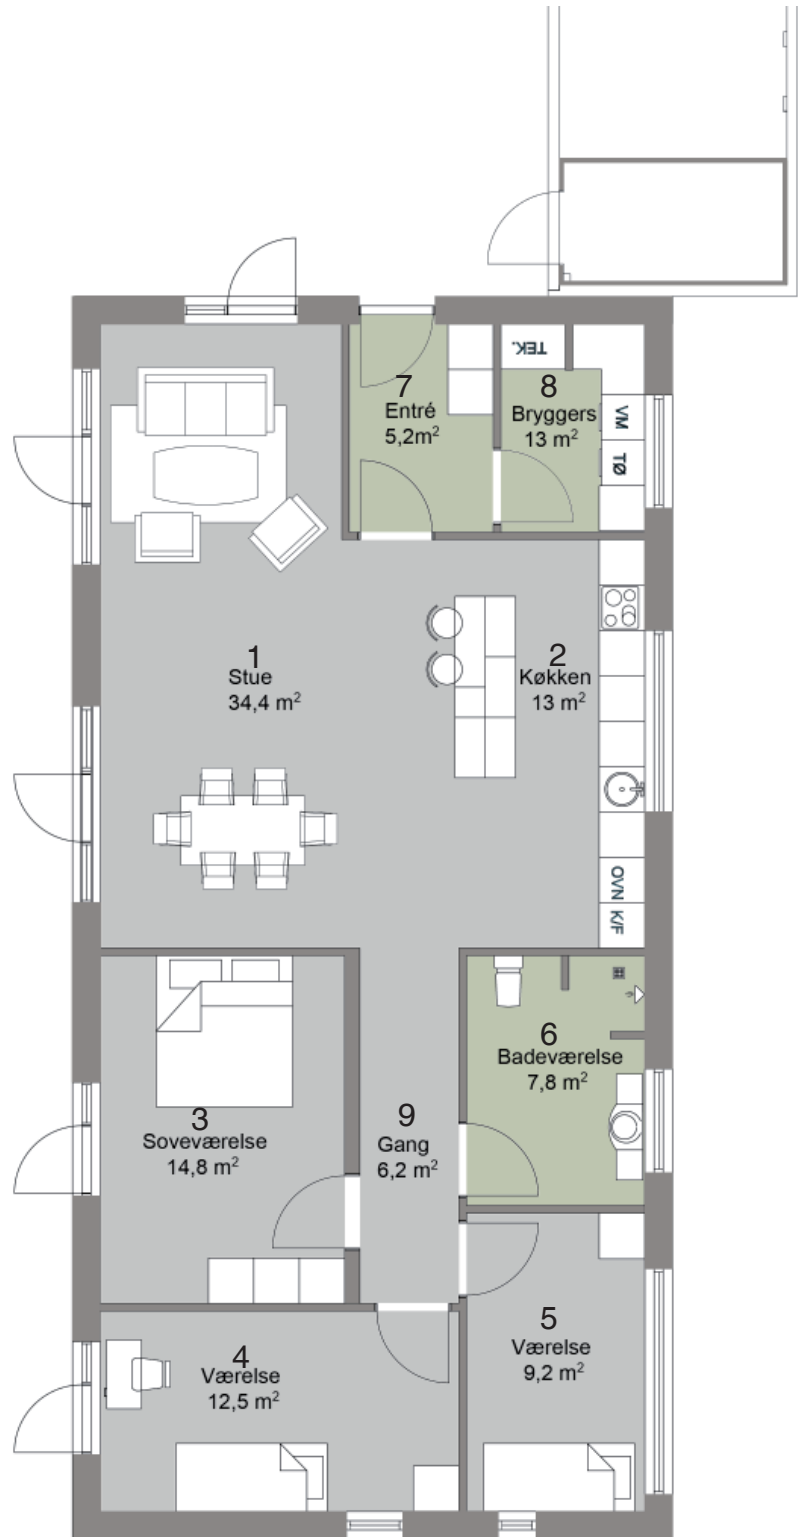 TEK.
7
Entré
5,2m²
8
Bryggers
13 m²
VM
TØ
1
Stue
34,4 m²
2
Køkken
13 m²
OVN K/F
6
Badeværelse
7,8 m²
3
Soveværelse
14,8 m²
9
Gang
6,2 m²
5
Værelse
9,2 m²
4
Værelse
12,5 m²